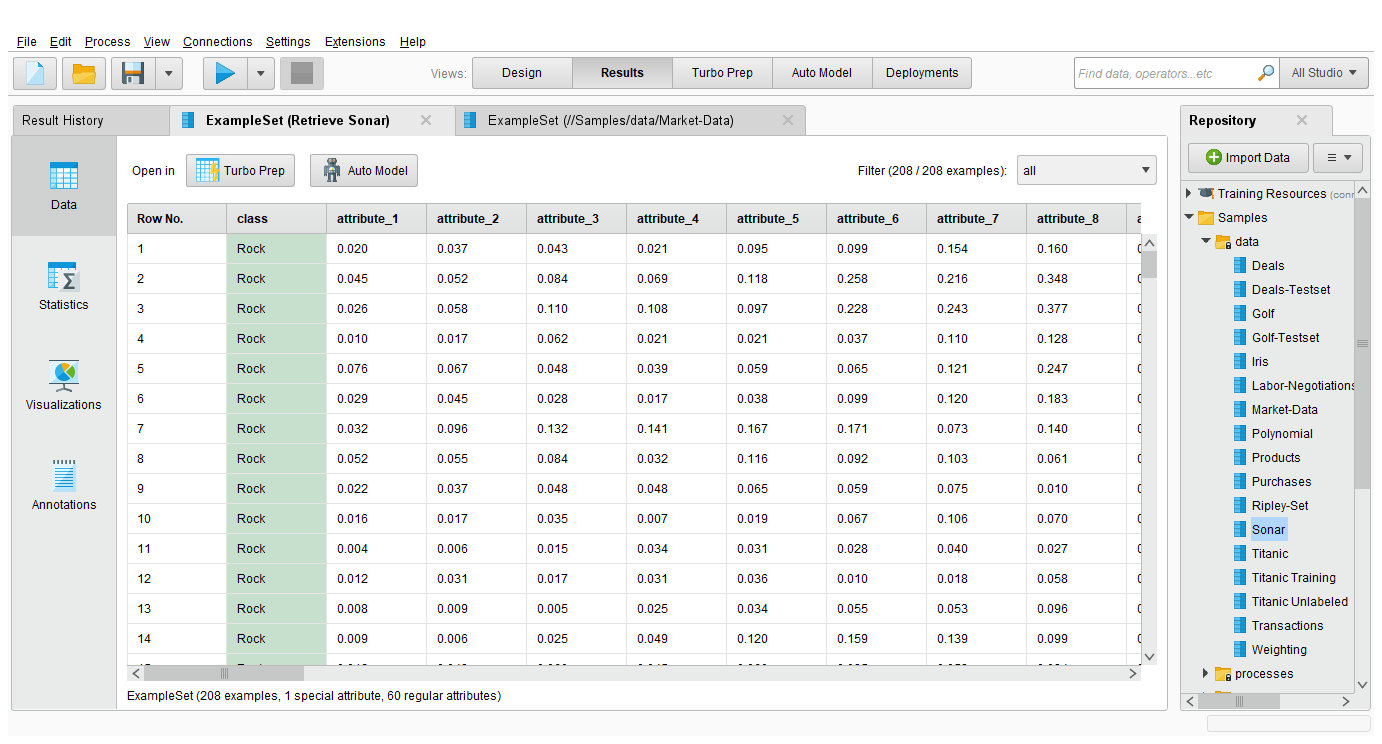 File Edit Process View Connections Settings Extensions Help
Views: Design Results Turbo Prep Auto Model Deployments Find data, operators...etc All Studio
Result History ExampleSet (Retrieve Sonar) ExampleSet (//Samples/data/Market-Data)
Data
Statistics
Visualizations
Annotations
Open in Turbo Prep Auto Model Filter (208 / 208 examples): all
Row No. class attribute_1 attribute_2 attribute_3 attribute_4 attribute_5 attribute_6 attribute_7 attribute_8
1 Rock 0.020 0.037 0.043 0.021 0.095 0.099 0.154 0.160
2 Rock 0.045 0.052 0.084 0.069 0.118 0.258 0.216 0.348
3 Rock 0.026 0.058 0.110 0.108 0.097 0.228 0.243 0.377
4 Rock 0.010 0.017 0.062 0.021 0.021 0.037 0.110 0.128
5 Rock 0.076 0.067 0.048 0.039 0.059 0.065 0.121 0.247
6 Rock 0.029 0.045 0.028 0.017 0.038 0.099 0.120 0.183
7 Rock 0.032 0.096 0.132 0.141 0.167 0.171 0.073 0.140
8 Rock 0.052 0.055 0.084 0.032 0.116 0.092 0.103 0.061
9 Rock 0.022 0.037 0.048 0.048 0.065 0.059 0.075 0.010
10 Rock 0.016 0.017 0.035 0.007 0.019 0.067 0.106 0.070
11 Rock 0.004 0.006 0.015 0.034 0.031 0.028 0.040 0.027
12 Rock 0.012 0.031 0.017 0.031 0.036 0.010 0.018 0.058
13 Rock 0.008 0.009 0.005 0.025 0.034 0.055 0.053 0.096
14 Rock 0.009 0.006 0.025 0.049 0.120 0.159 0.139 0.099
ExampleSet (208 examples, 1 special attribute, 60 regular attributes)
Repository
Import Data
Training Resources (conn
Samples
data
Deals
Deals-Testset
Golf
Golf-Testset
Iris
Labor-Negotiations
Market-Data
Polynomial
Products
Purchases
Ripley-Set
Sonar
Titanic
Titanic Training
Titanic Unlabeled
Transactions
Weighting
processes